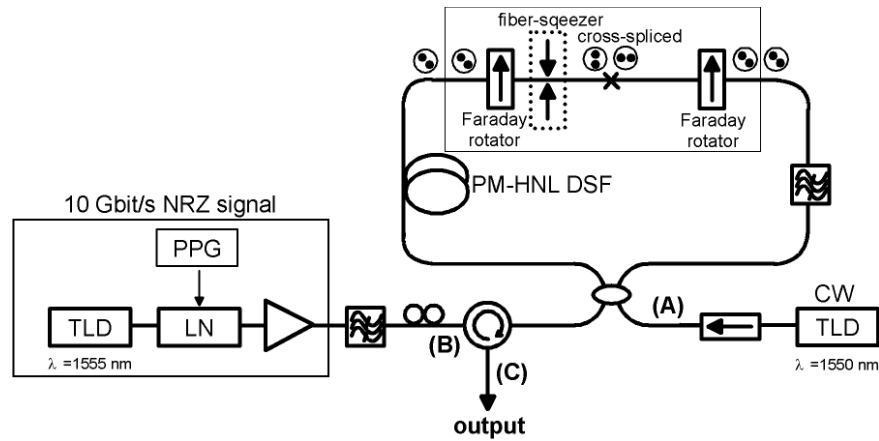 fiber-sqeezer
cross-spliced
Faraday
rotator
Faraday
rotator
PM-HNL DSF
10 Gbit/s NRZ signal
PPG
TLD
LN
λ =1555 nm
(A)
(B)
(C)
CW
TLD
λ =1550 nm
output